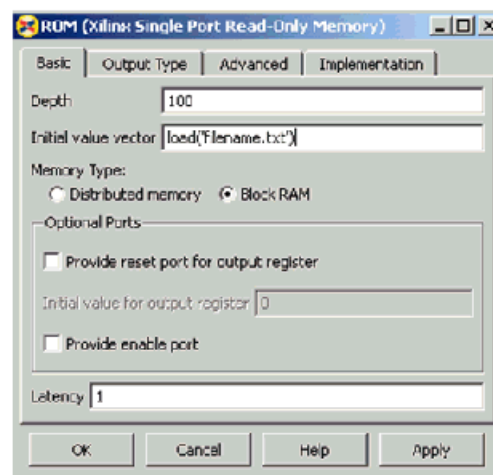 ROM (Xilinx Single Port Read-Only Memory)
Basic Output Type Advanced Implementation
Depth 100
Initial value vector load('filename.txt')
Memory Type:
Distributed memory Block RAM
Optional Ports
Provide reset port for output register
Initial value for output register 0
Provide enable port
Latency 1
OK Cancel Help Apply